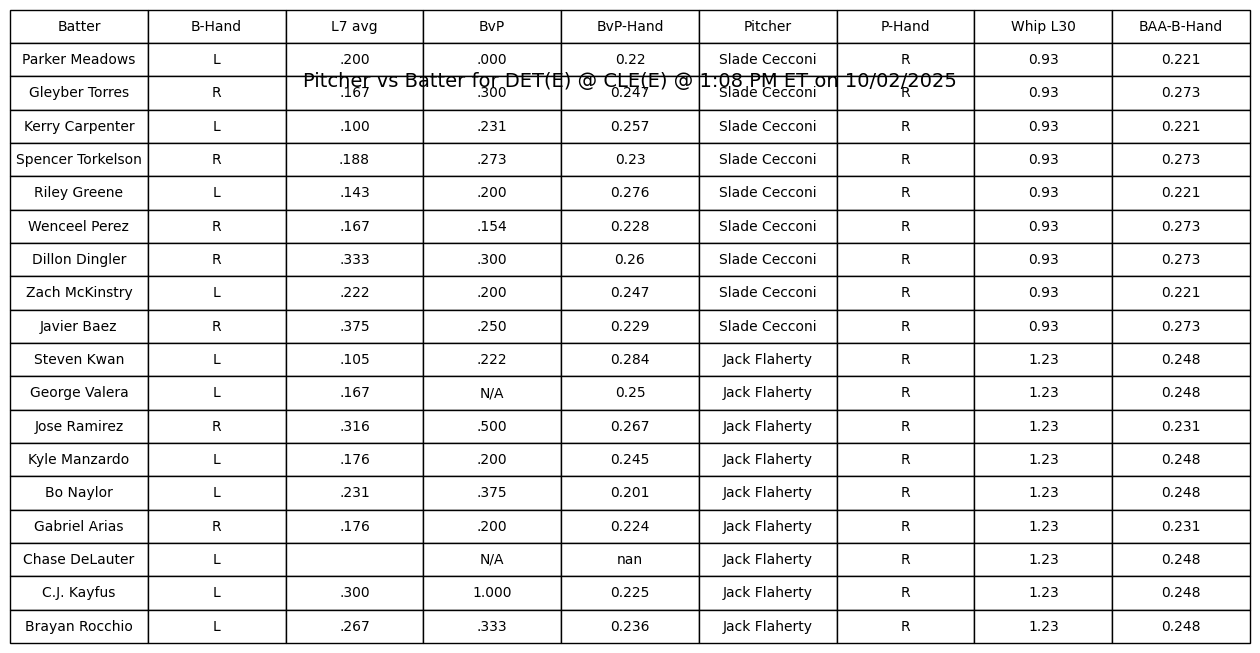 Batter B-Hand L7 avg BvP BvP-Hand Pitcher P-Hand Whip L30 BAA-B-Hand
Parker Meadows L .200 .000 0.22 Slade Cecconi R 0.93 0.221
Pitcher vs Batter for DET(E) @ CLE(E) @ 1:08 PM ET on 10/02/2025
Gleyber Torres R .167 .300 0.247 Slade Cecconi R 0.93 0.273
Kerry Carpenter L .100 .231 0.257 Slade Cecconi R 0.93 0.221
Spencer Torkelson R .188 .273 0.23 Slade Cecconi R 0.93 0.273
Riley Greene L .143 .200 0.276 Slade Cecconi R 0.93 0.221
Wenceel Perez R .167 .154 0.228 Slade Cecconi R 0.93 0.273
Dillon Dingler R .333 .300 0.26 Slade Cecconi R 0.93 0.273
Zach McKinstry L .222 .200 0.247 Slade Cecconi R 0.93 0.221
Javier Baez R .375 .250 0.229 Slade Cecconi R 0.93 0.273
Steven Kwan L .105 .222 0.284 Jack Flaherty R 1.23 0.248
George Valera L .167 N/A 0.25 Jack Flaherty R 1.23 0.248
Jose Ramirez R .316 .500 0.267 Jack Flaherty R 1.23 0.231
Kyle Manzardo L .176 .200 0.245 Jack Flaherty R 1.23 0.248
Bo Naylor L .231 .375 0.201 Jack Flaherty R 1.23 0.248
Gabriel Arias R .176 .200 0.224 Jack Flaherty R 1.23 0.231
Chase DeLauter L N/A nan Jack Flaherty R 1.23 0.248
C.J. Kayfus L .300 1.000 0.225 Jack Flaherty R 1.23 0.248
Brayan Rocchio L .267 .333 0.236 Jack Flaherty R 1.23 0.248